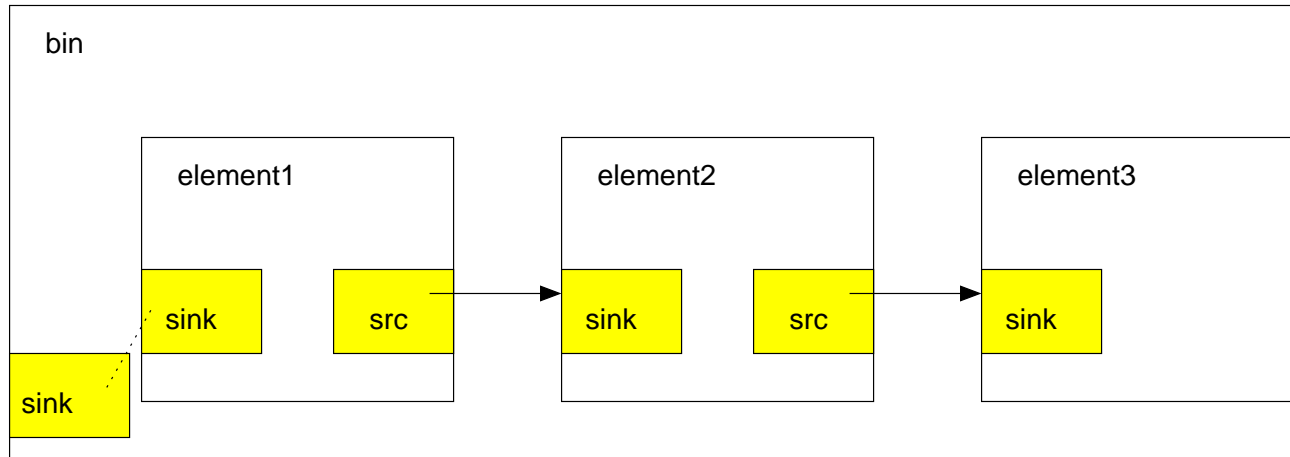 bin
element1
element2
element3
sink
src
sink
src
sink
sink